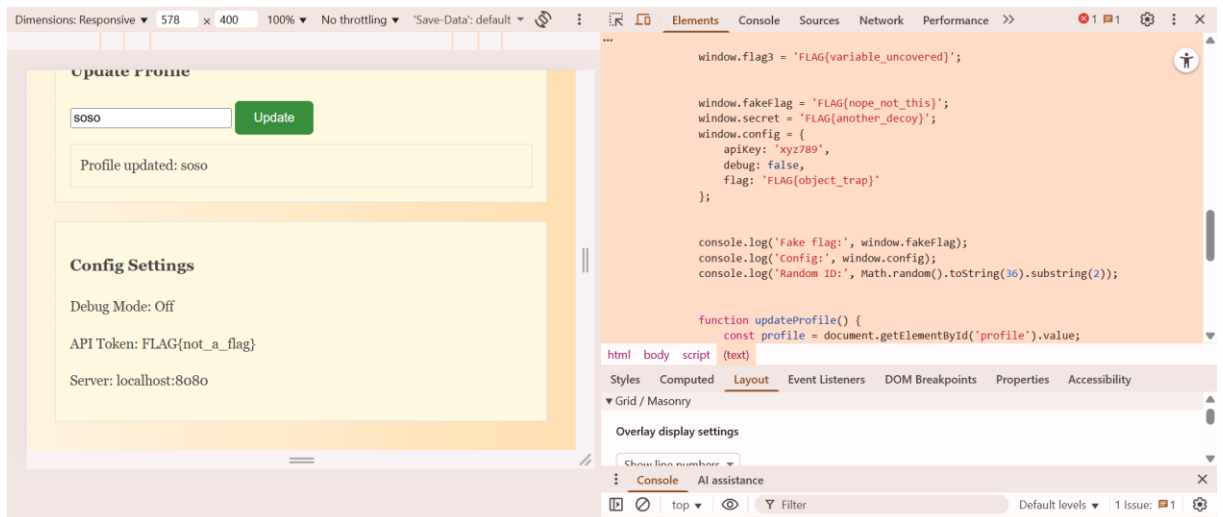 Dimensions: Responsive ▼ 578 x 400 100% ▼ No throttling ▼ 'Save-Data': default
Update Profile
soso Update
Profile updated: soso
Config Settings
Debug Mode: Off
API Token: FLAG{not_a_flag}
Server: localhost:8080
Elements Console Sources Network Performance >> 1 1
...
window.flag3 = 'FLAG{variable_uncovered}';
window.fakeFlag = 'FLAG{nope_not_this}';
window.secret = 'FLAG{another_decoy}';
window.config = {
apiKey: 'xyz789',
debug: false,
flag: 'FLAG{object_trap}'
};
console.log('Fake flag:', window.fakeFlag);
console.log('Config:', window.config);
console.log('Random ID:', Math.random().toString(36).substring(2));
function updateProfile() {
const profile = document.getElementById('profile').value;
html body script (text)
Styles Computed Layout Event Listeners DOM Breakpoints Properties Accessibility
▼ Grid / Masonry
Overlay display settings
Show line numbers
Console AI assistance
top ▼ Filter Default levels ▼ 1 Issue: 1